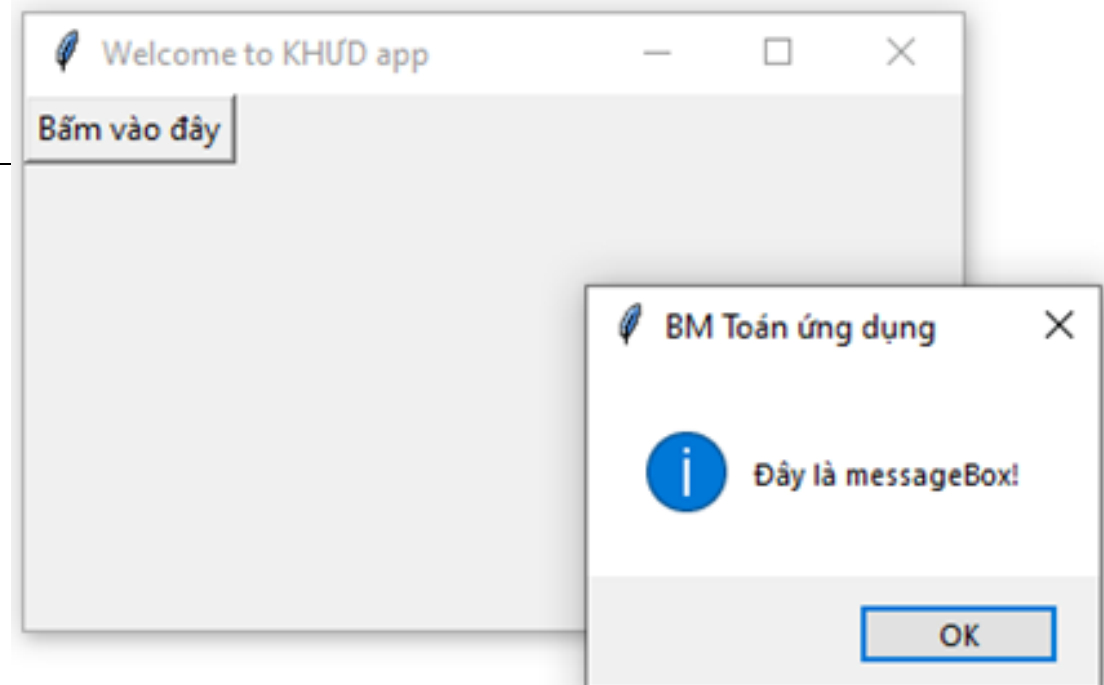 Welcome to KHƯD app
Bấm vào đây
BM Toán ứng dụng
Đây là messageBox!
OK